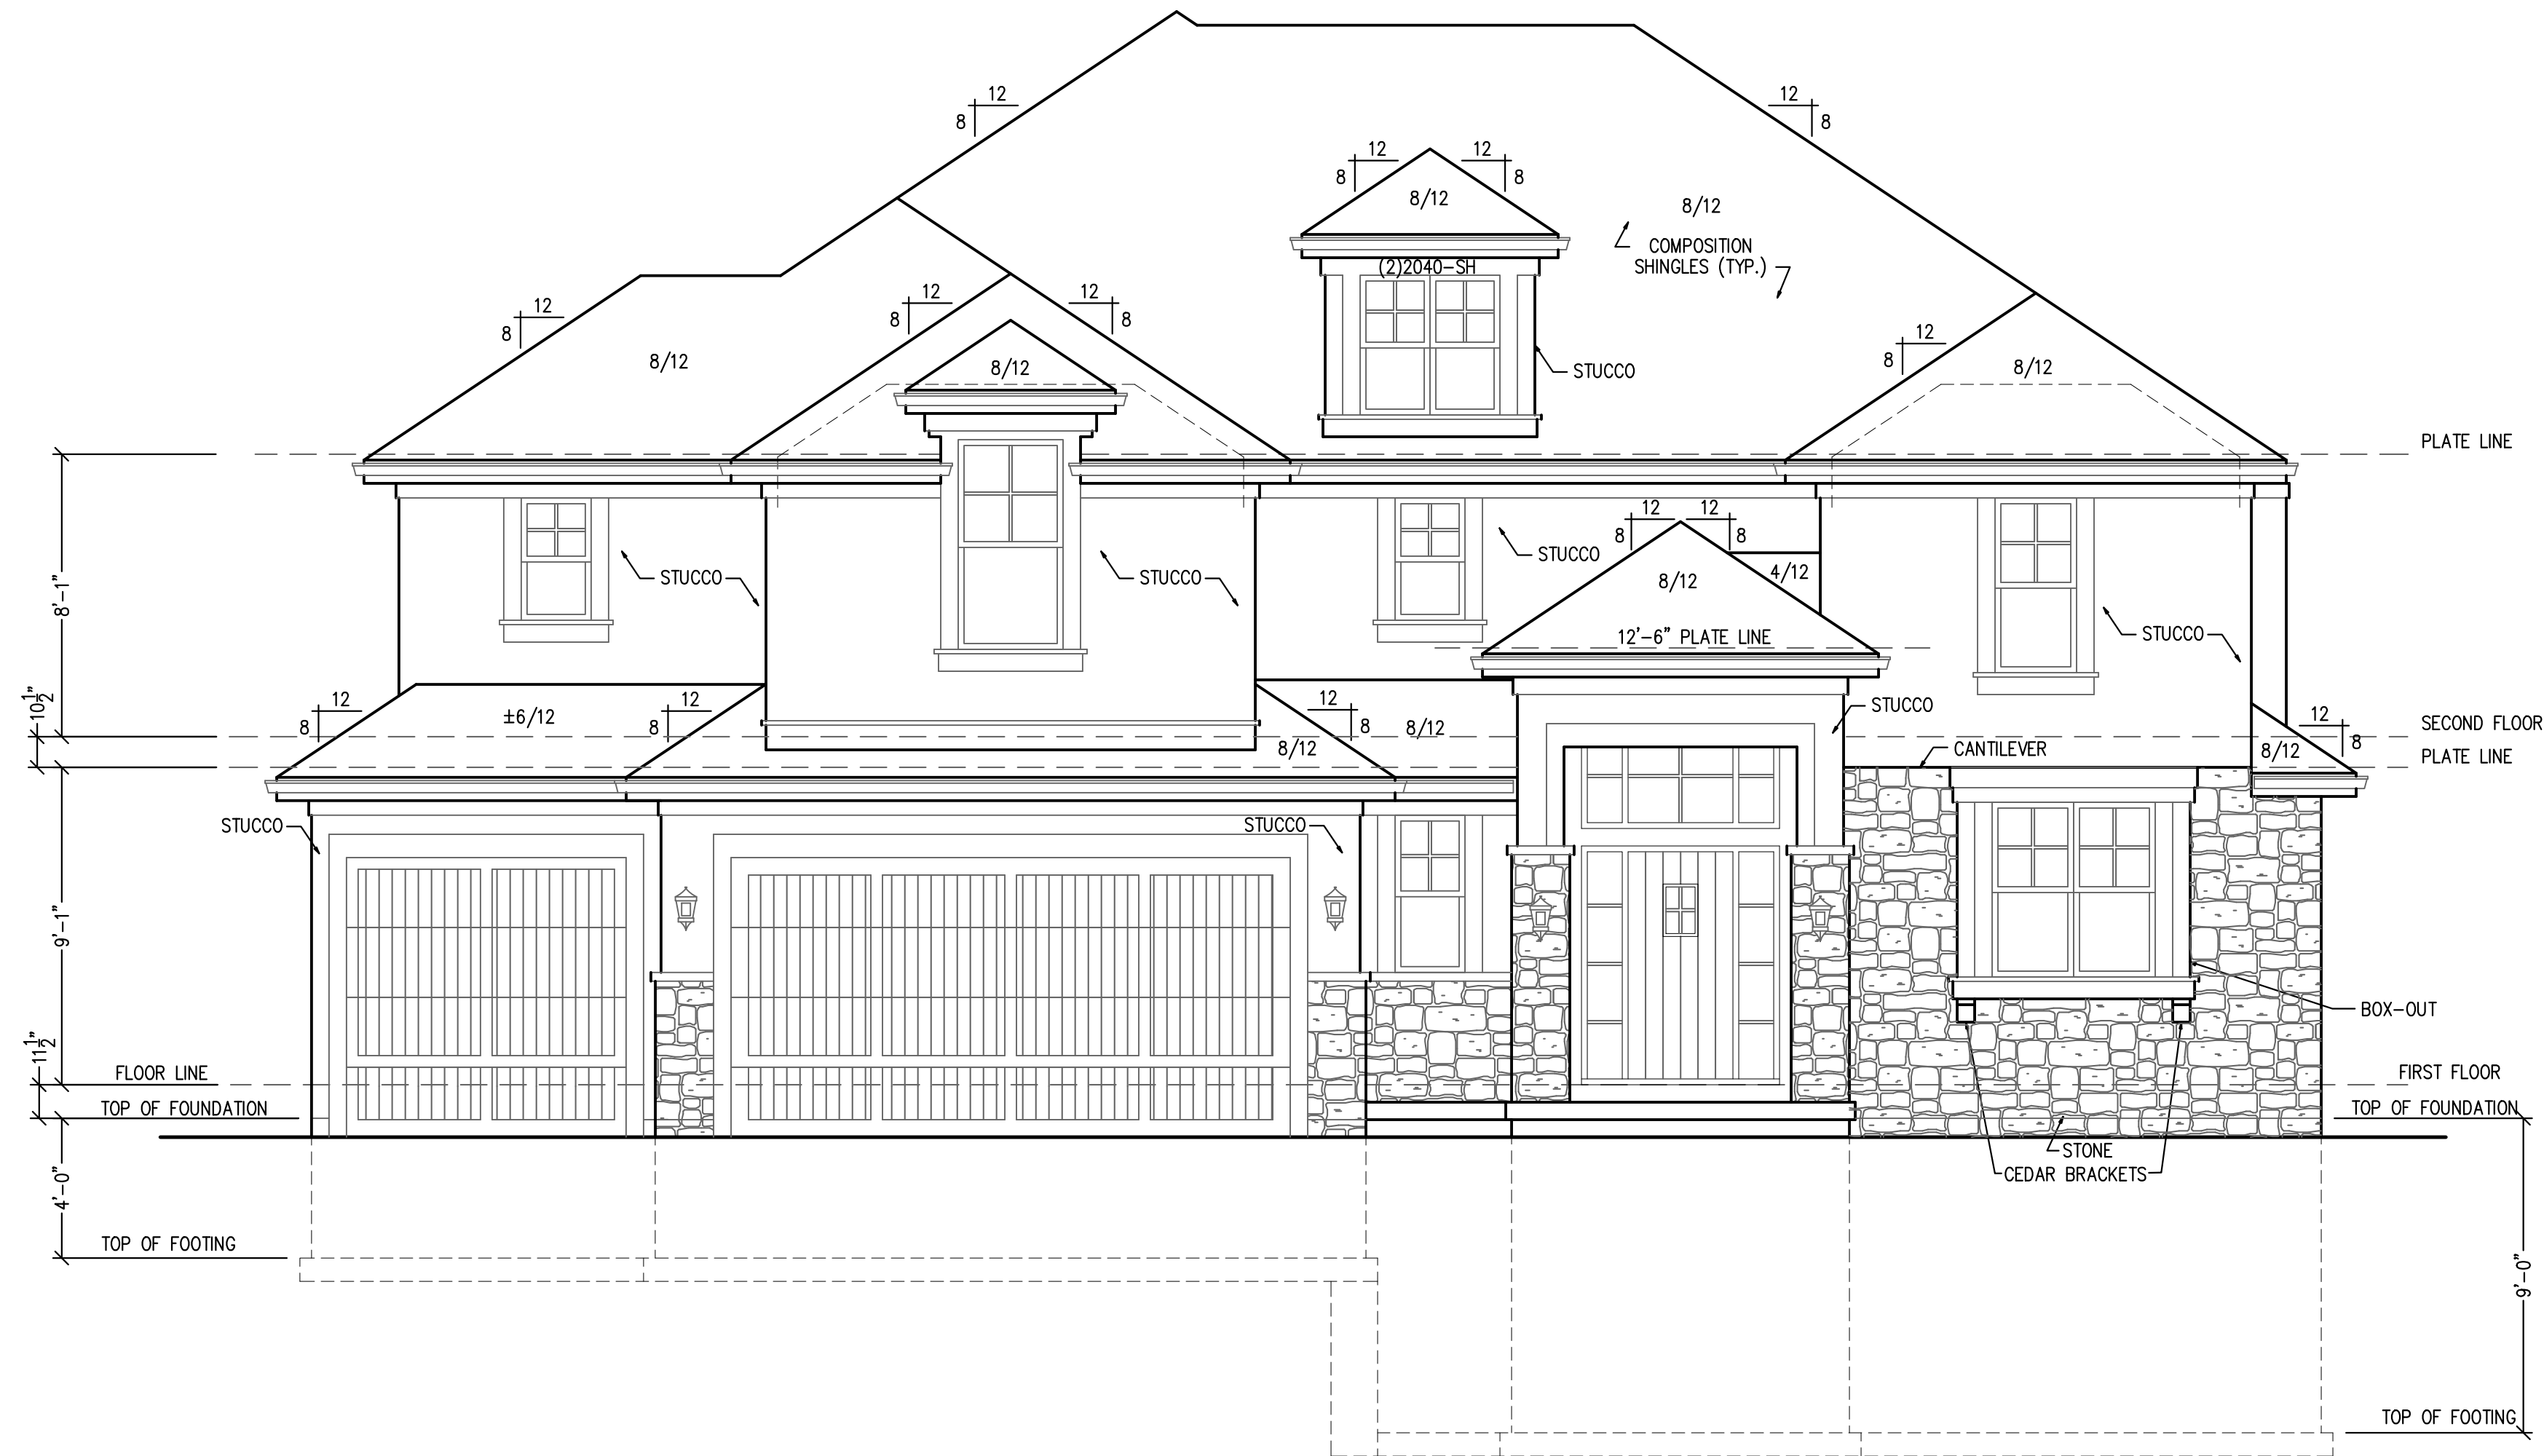 12
8
12
8
12
12
8
8
8/12
8/12
COMPOSITION
SHINGLES (TYP.)
(2)2040-SH
12
8
12
8
12
8
12
8
8/12
8/12
8/12
STUCCO
PLATE LINE
8'-1"
12
12
8
8
STUCCO
STUCCO
STUCCO
4/12
8/12
12'-6" PLATE LINE
STUCCO
10 1/2"
12
8
±6/12
12
8
12
8
8/12
8/12
STUCCO
SECOND FLOOR
12
8
8/12
CANTILEVER
PLATE LINE
STUCCO
STUCCO
9'-1"
BOX-OUT
11 1/2"
FLOOR LINE
FIRST FLOOR
TOP OF FOUNDATION
TOP OF FOUNDATION
STONE
CEDAR BRACKETS
4'-0"
TOP OF FOOTING
9'-0"
TOP OF FOOTING